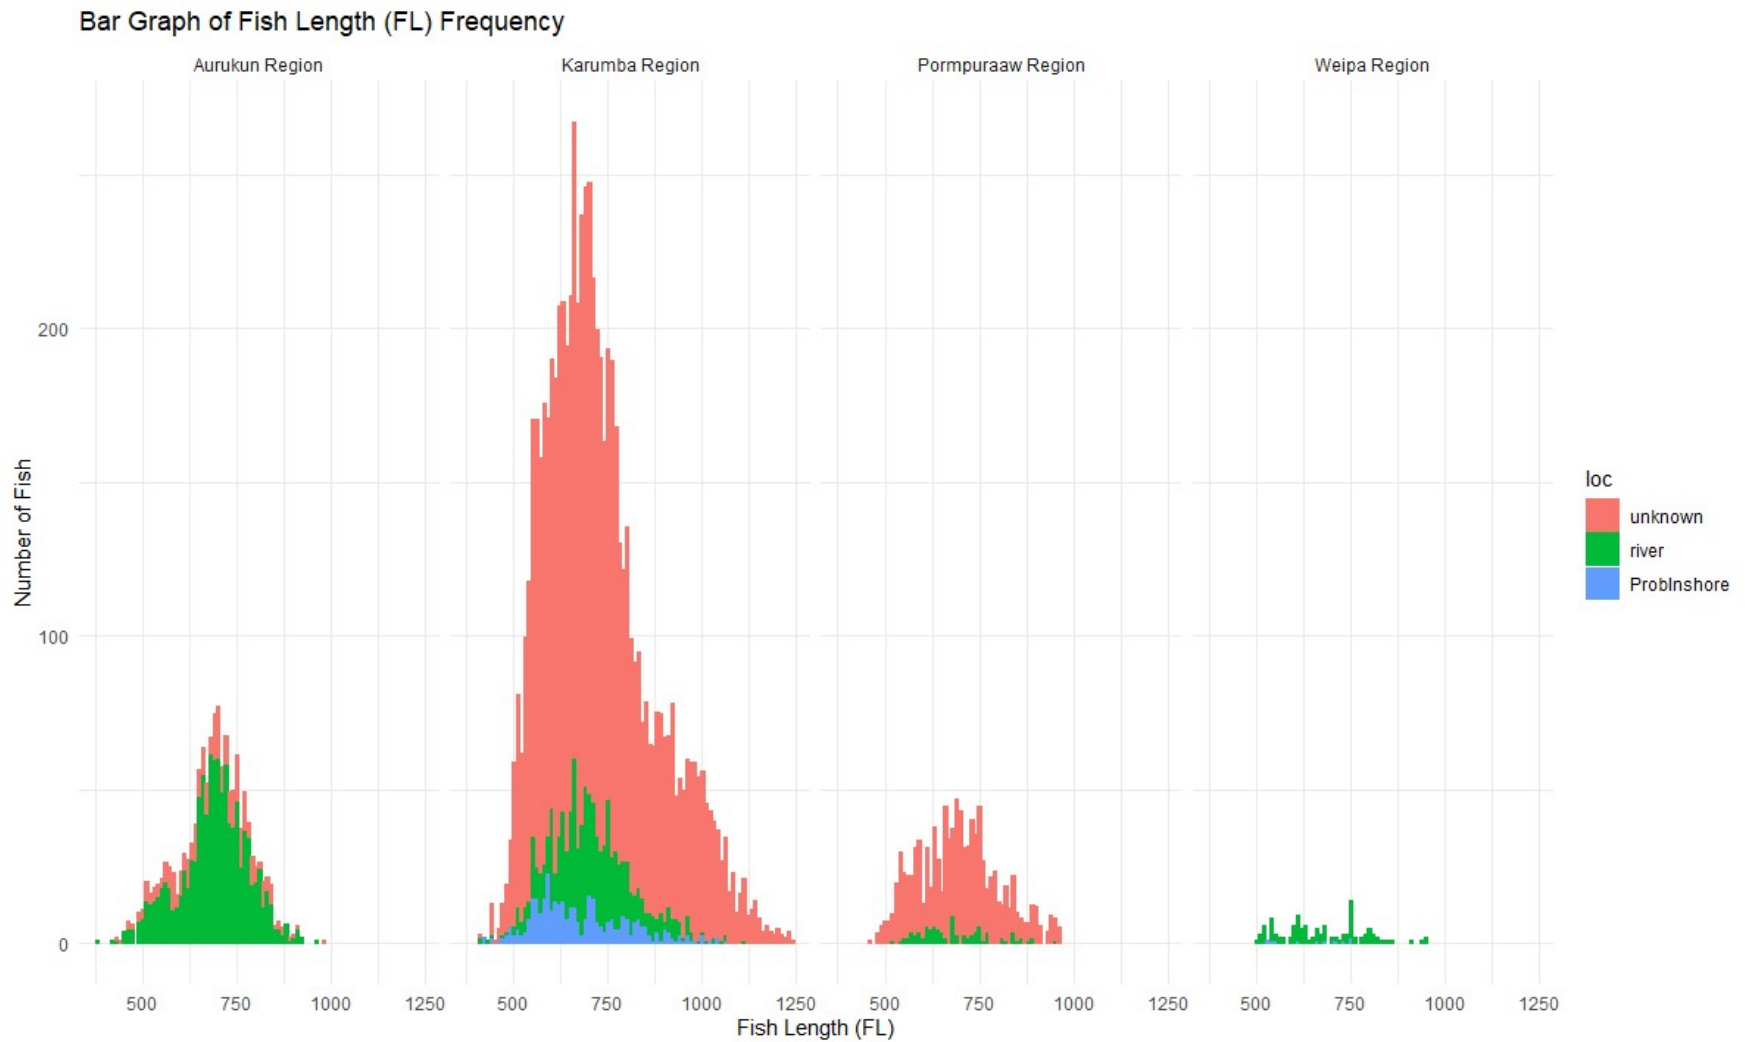 Bar Graph of Fish Length (FL) Frequency
Aurukun Region Karumba Region Pormpuraaw Region Weipa Region
Number of Fish
200
100
0
500 750 1000 1250 500 750 1000 1250 500 750 1000 1250 500 750 1000 1250
Fish Length (FL)
loc
unknown
river
ProbInshore